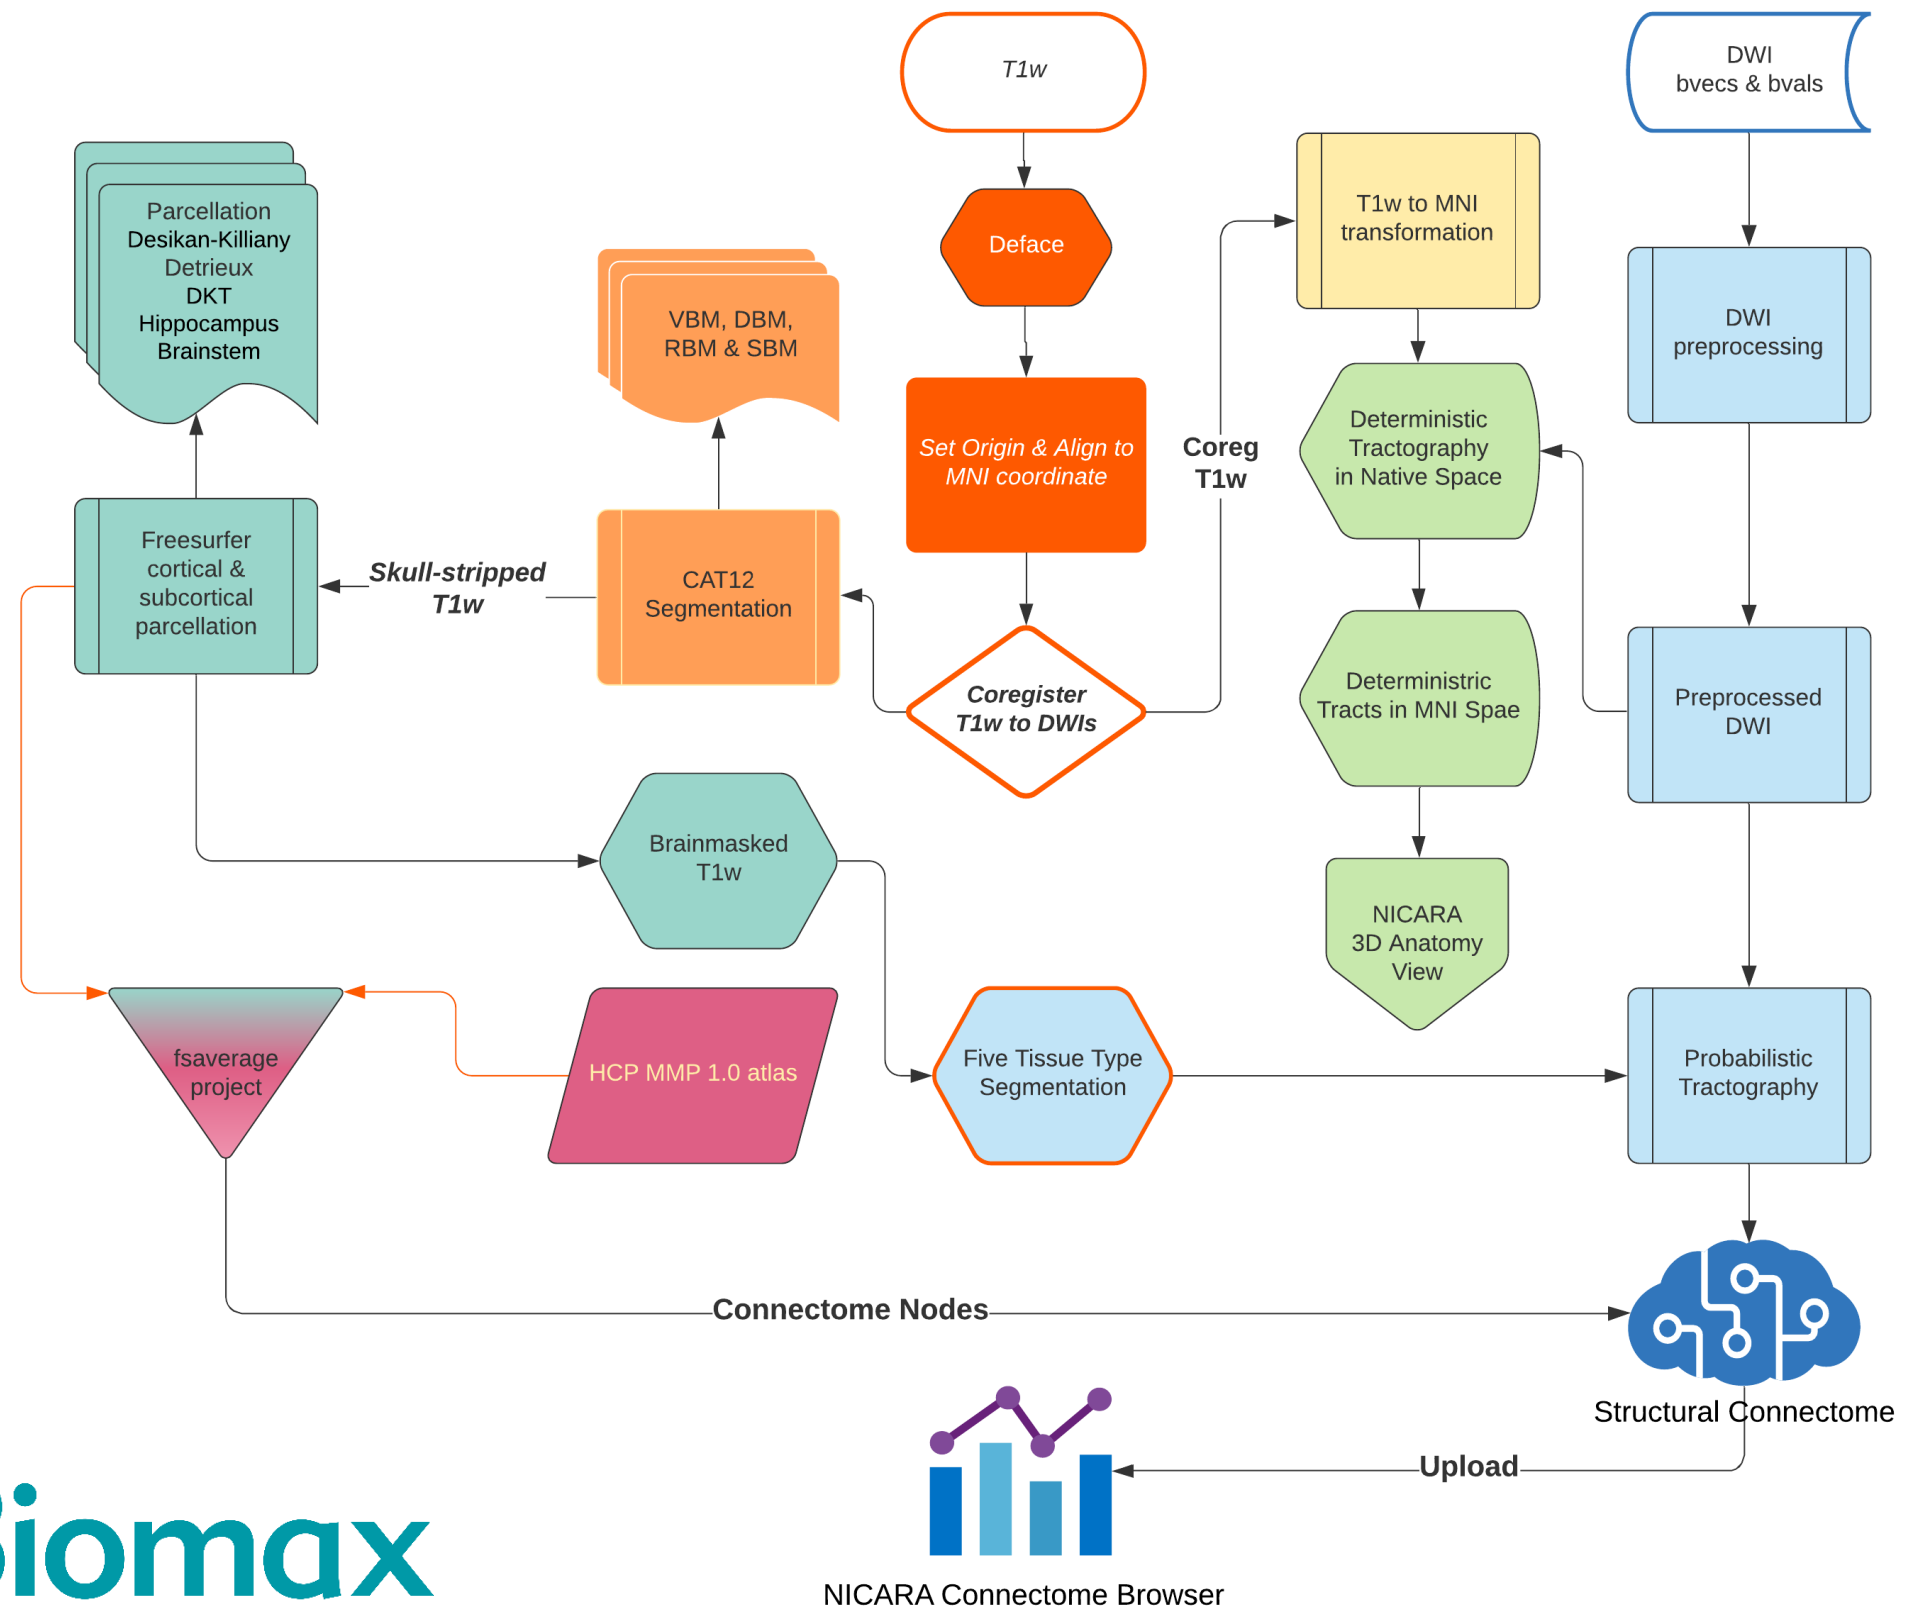 T1w
DWI
bvecs & bvals
Parcellation
Desikan-Killiany
Detrieux
DKT
Hippocampus
Brainstem
Deface
T1w to MNI
transformation
VBM, DBM,
RBM & SBM
DWI
preprocessing
Set Origin & Align to
MNI coordinate
Coreg
T1w
Deterministic
Tractography
in Native Space
Freesurfer
cortical &
subcortical
parcellation
Skull-stripped
T1w
CAT12
Segmentation
Coregister
T1w to DWIs
Deterministric
Tracts in MNI Spae
Preprocessed
DWI
Brainmasked
T1w
NICARA
3D Anatomy
View
fsaverage
project
HCP MMP 1.0 atlas
Five Tissue Type
Segmentation
Probabilistic
Tractography
Connectome Nodes
Structural Connectome
Upload
Biomax
NICARA Connectome Browser